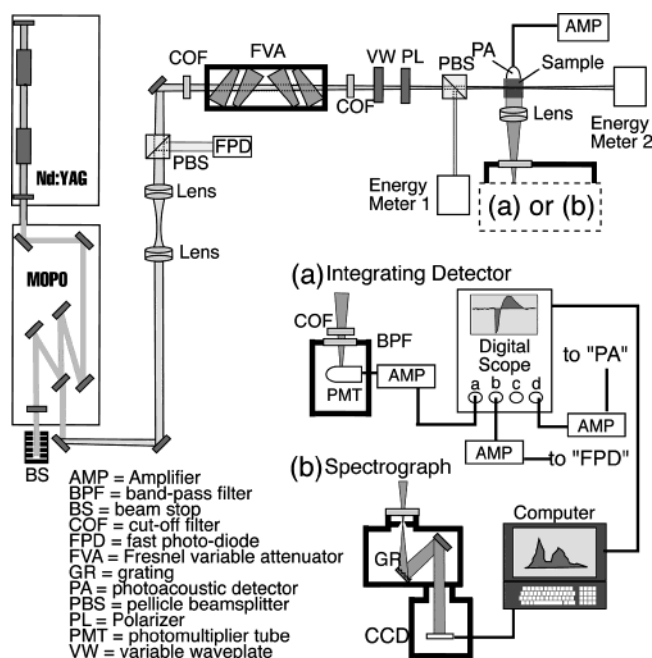 COF
FVA
VW PL
PBS
PA
AMP
Sample
COF
Lens
Energy
Meter 2
FPD
PBS
Nd:YAG
Energy
Meter 1
Lens
(a) or (b)
Lens
MOPO
(a) Integrating Detector
COF
BPF
Digital
Scope
to "PA"
AMP
a b c d
PMT
AMP
AMP
to "FPD"
BS
(b) Spectrograph
Computer
GR
CCD
AMP = Amplifier
BPF = band-pass filter
BS = beam stop
COF = cut-off filter
FPD = fast photo-diode
FVA = Fresnel variable attenuator
GR = grating
PA = photoacoustic detector
PBS = pellicle beamsplitter
PL = Polarizer
PMT = photomultiplier tube
VW = variable waveplate